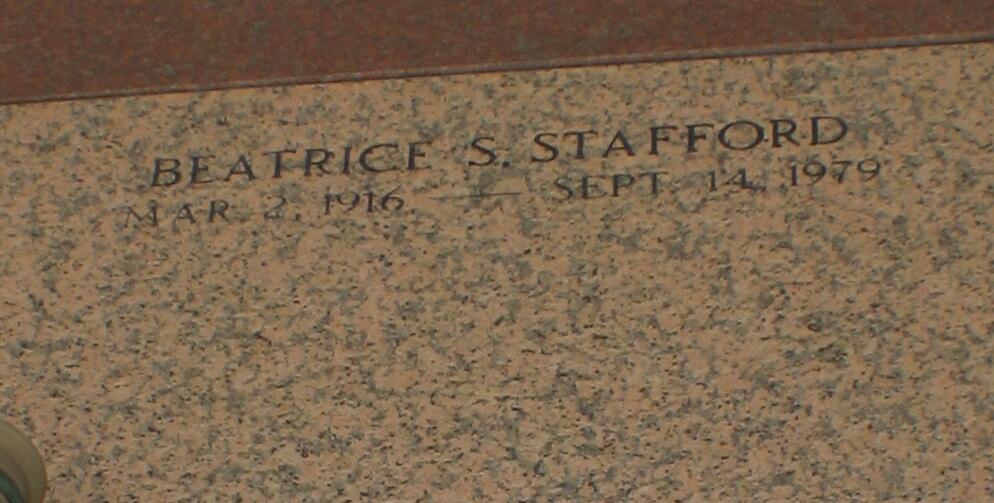 BEATRICE S. STAFFORD
MAR. 2, 1916 — SEPT. 14, 1979